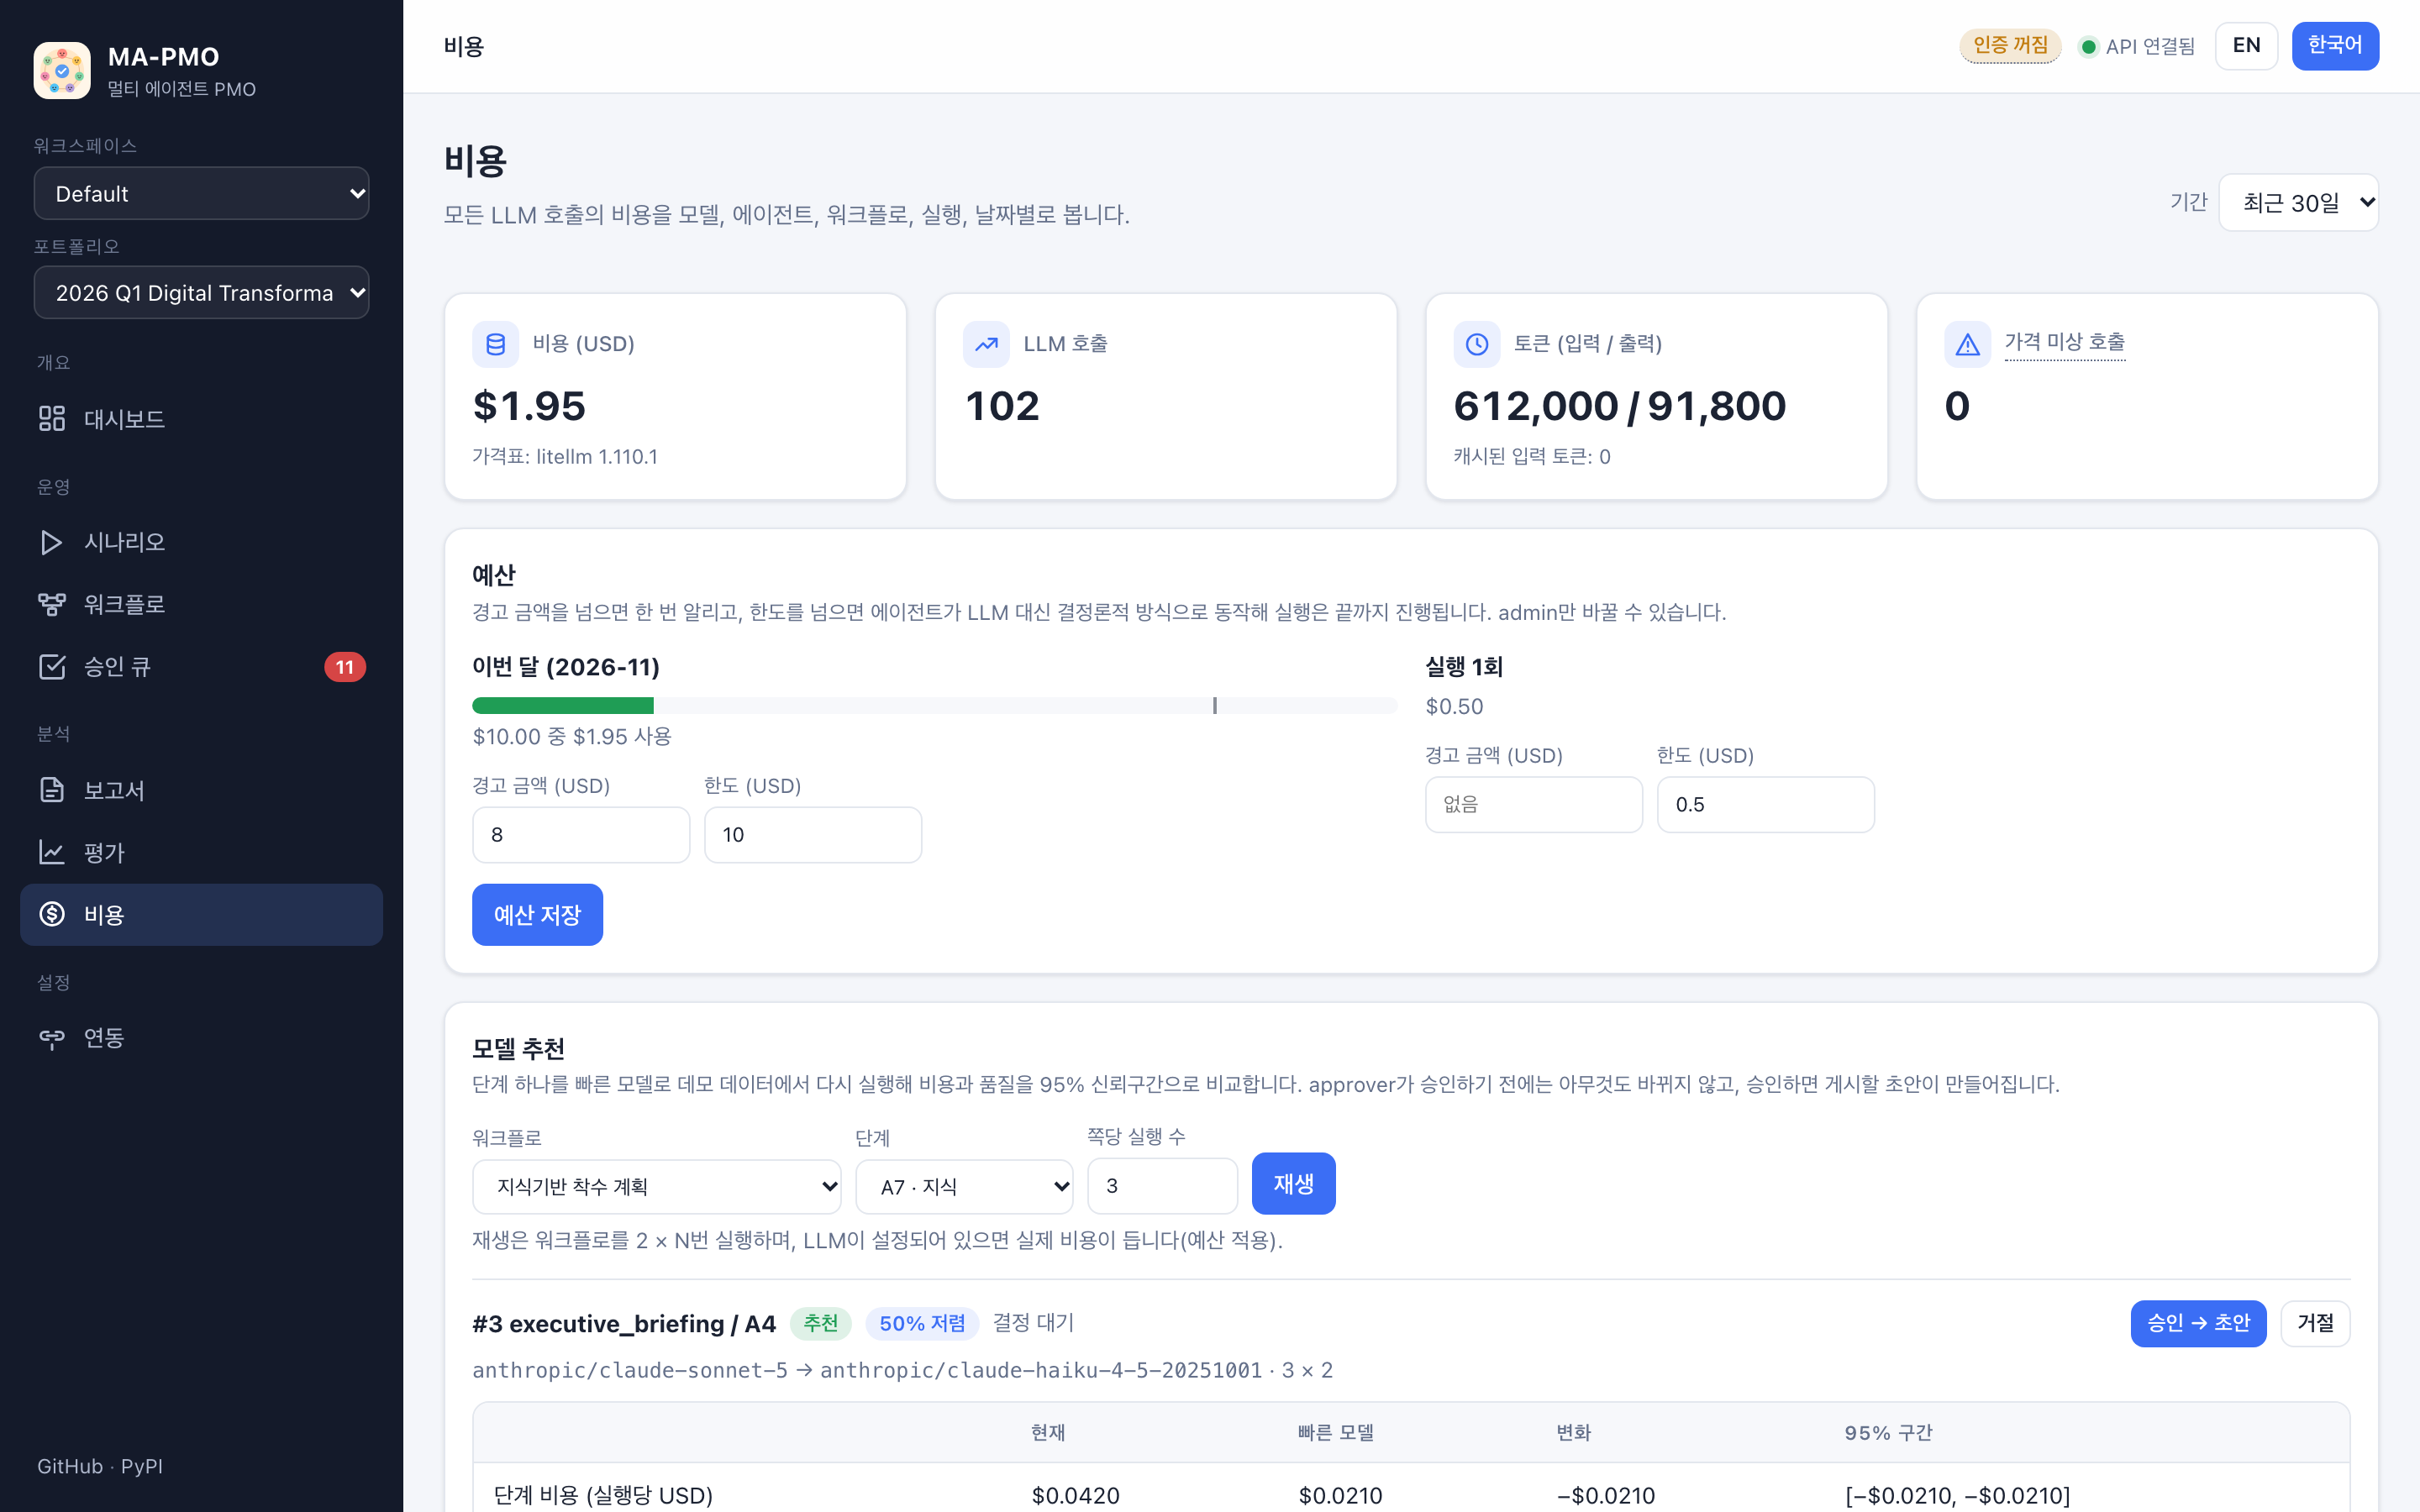 MA-PMO
멀티 에이전트 PMO
워크스페이스
Default
포트폴리오
2026 Q1 Digital Transforma
개요
대시보드
운영
시나리오
워크플로
승인 큐
11
분석
보고서
평가
비용
설정
연동
GitHub · PyPI
비용
인증 꺼짐
API 연결됨
EN
한국어
비용
모든 LLM 호출의 비용을 모델, 에이전트, 워크플로, 실행, 날짜별로 봅니다.
기간
최근 30일
비용 (USD)
$1.95
가격표: litellm 1.110.1
LLM 호출
102
토큰 (입력 / 출력)
612,000 / 91,800
캐시된 입력 토큰: 0
가격 미상 호출
0
예산
경고 금액을 넘으면 한 번 알리고, 한도를 넘으면 에이전트가 LLM 대신 결정론적 방식으로 동작해 실행은 끝까지 진행됩니다. admin만 바꿀 수 있습니다.
이번 달 (2026-11)
$10.00 중 $1.95 사용
경고 금액 (USD)
한도 (USD)
8
10
실행 1회
$0.50
경고 금액 (USD)
한도 (USD)
없음
0.5
예산 저장
모델 추천
단계 하나를 빠른 모델로 데모 데이터에서 다시 실행해 비용과 품질을 95% 신뢰구간으로 비교합니다. approver가 승인하기 전에는 아무것도 바뀌지 않고, 승인하면 게시할 초안이 만들어집니다.
워크플로
단계
쪽당 실행 수
지식기반 착수 계획
A7 · 지식
3
재생
재생은 워크플로를 2 × N번 실행하며, LLM이 설정되어 있으면 실제 비용이 듭니다(예산 적용).
#3 executive_briefing / A4
추천
50% 저렴
결정 대기
승인 → 초안
거절
anthropic/claude-sonnet-5 → anthropic/claude-haiku-4-5-20251001 · 3 × 2
현재
빠른 모델
변화
95% 구간
단계 비용 (실행당 USD)
$0.0420
$0.0210
−$0.0210
[−$0.0210, −$0.0210]